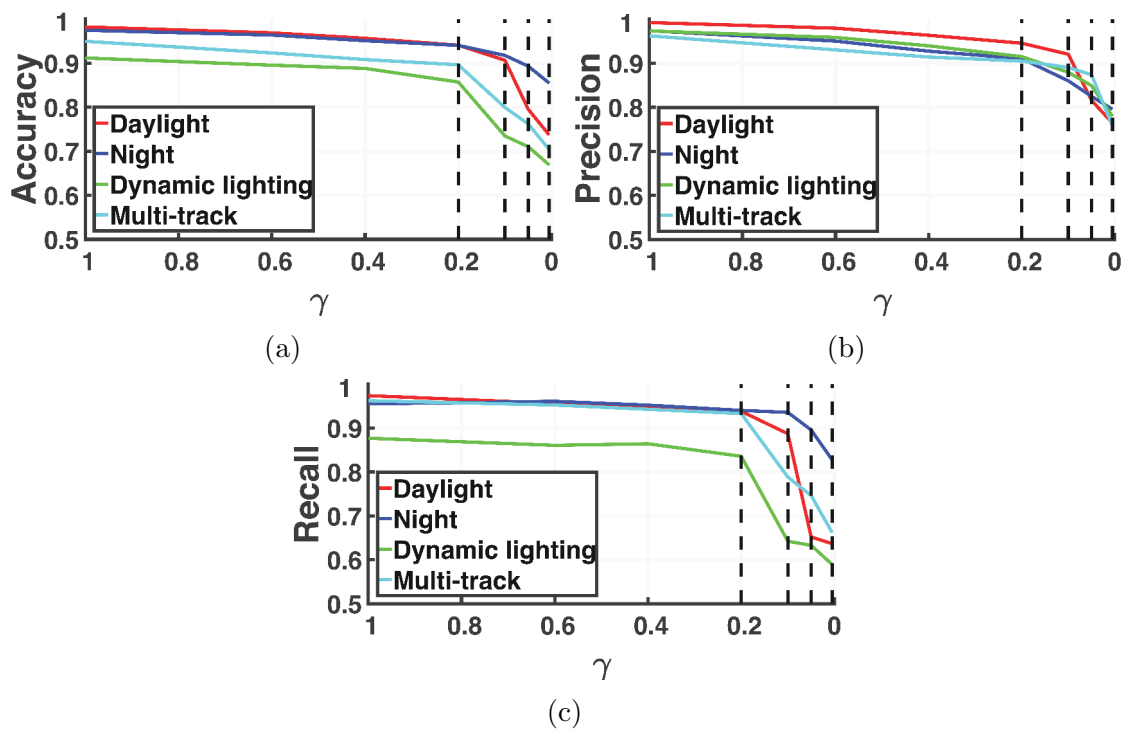 Accuracy
1
0.9
0.8
0.7
0.6
0.5
Daylight
Night
Dynamic lighting
Multi-track
1 0.8 0.6 0.4 0.2 0
γ
(a)
Precision
1
0.9
0.8
0.7
0.6
0.5
Daylight
Night
Dynamic lighting
Multi-track
1 0.8 0.6 0.4 0.2 0
γ
(b)
Recall
1
0.9
0.8
0.7
0.6
0.5
Daylight
Night
Dynamic lighting
Multi-track
1 0.8 0.6 0.4 0.2 0
γ
(c)